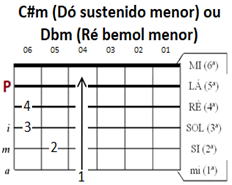 C#m (Dó sustenido menor) ou
Dbm (Ré bemol menor)
06 05 04 03 02 01
MI (6ª)
P LÁ (5ª)
4 RÉ (4ª)
i 3 SOL (3ª)
m 2 SI (2ª)
a 1 mi (1ª)